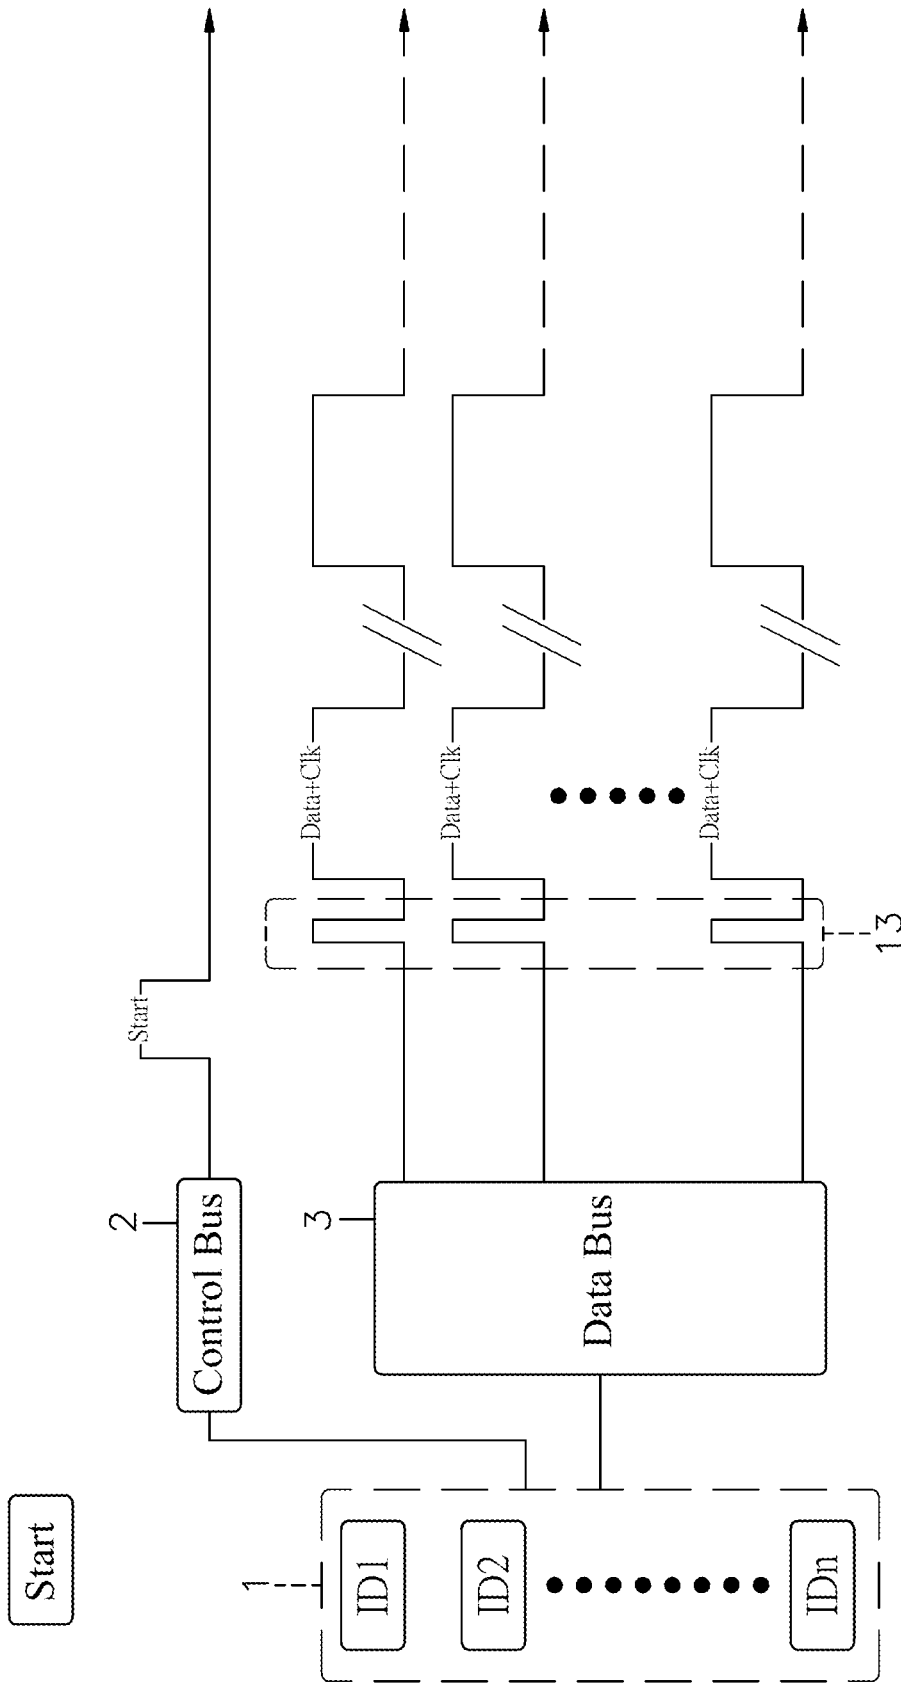 Start
1
ID1
ID2
IDn
2
Control Bus
3
Data Bus
Start
Data+Clk
Data+Clk
Data+Clk
13